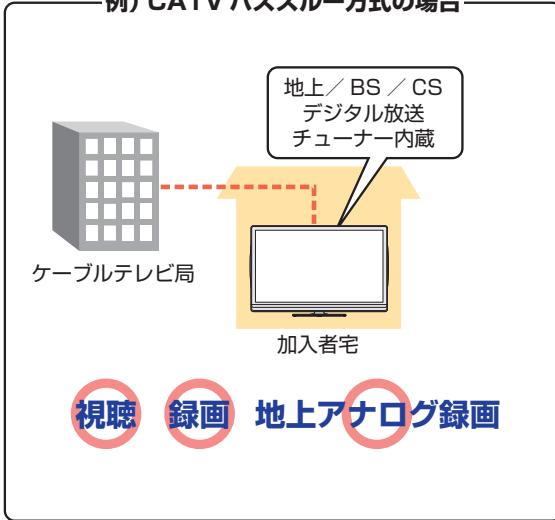 例）CATV パススルー方式の場合
地上／ BS ／ CS
デジタル放送
チューナー内蔵
ケーブルテレビ局
加入者宅
視聴 録画 地上アナログ録画